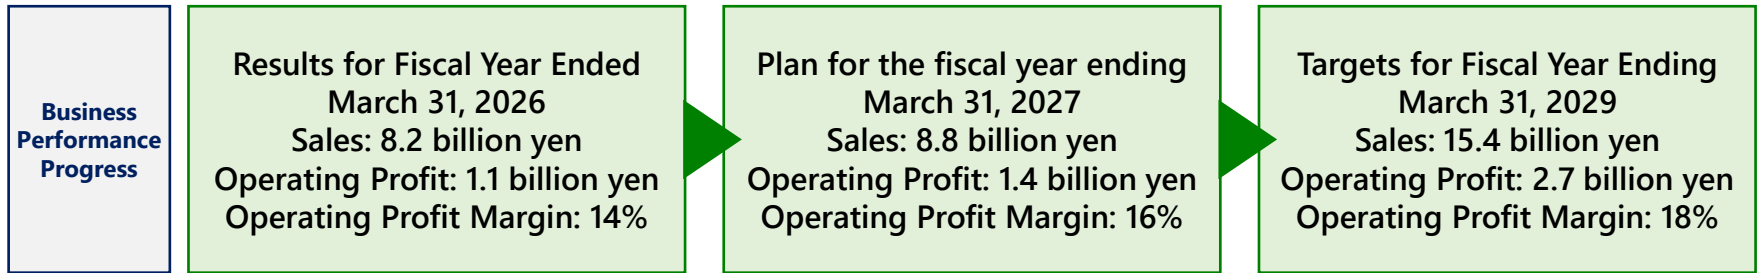 Business
Performance
Progress
Results for Fiscal Year Ended
March 31, 2026
Sales: 8.2 billion yen
Operating Profit: 1.1 billion yen
Operating Profit Margin: 14%
Plan for the fiscal year ending
March 31, 2027
Sales: 8.8 billion yen
Operating Profit: 1.4 billion yen
Operating Profit Margin: 16%
Targets for Fiscal Year Ending
March 31, 2029
Sales: 15.4 billion yen
Operating Profit: 2.7 billion yen
Operating Profit Margin: 18%